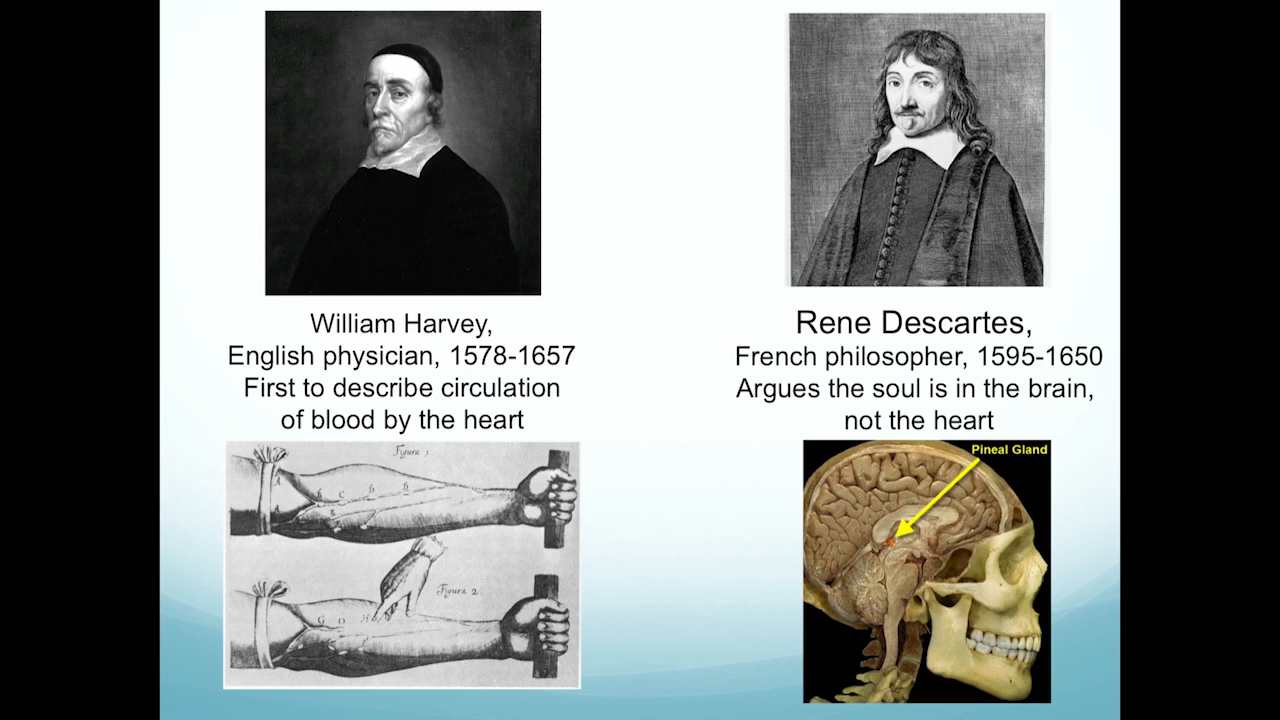 William Harvey,
English physician, 1578-1657
First to describe circulation
of blood by the heart
Figura 1
A
A
B
C
D
Figura 2.
G
O
H
Rene Descartes,
French philosopher, 1595-1650
Argues the soul is in the brain,
not the heart
Pineal Gland